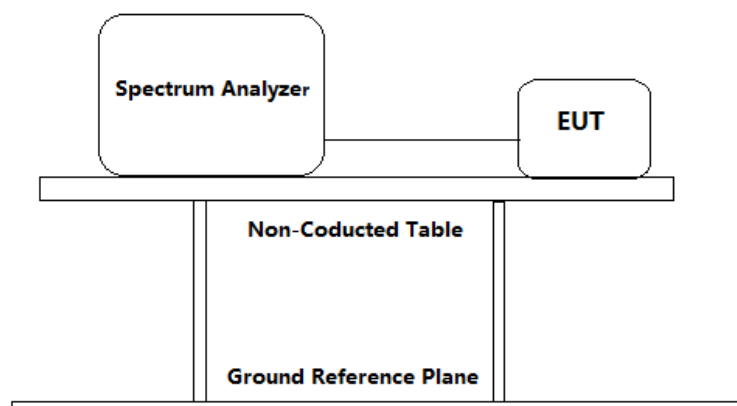 Spectrum Analyzer
EUT
Non-Coducted Table
Ground Reference Plane